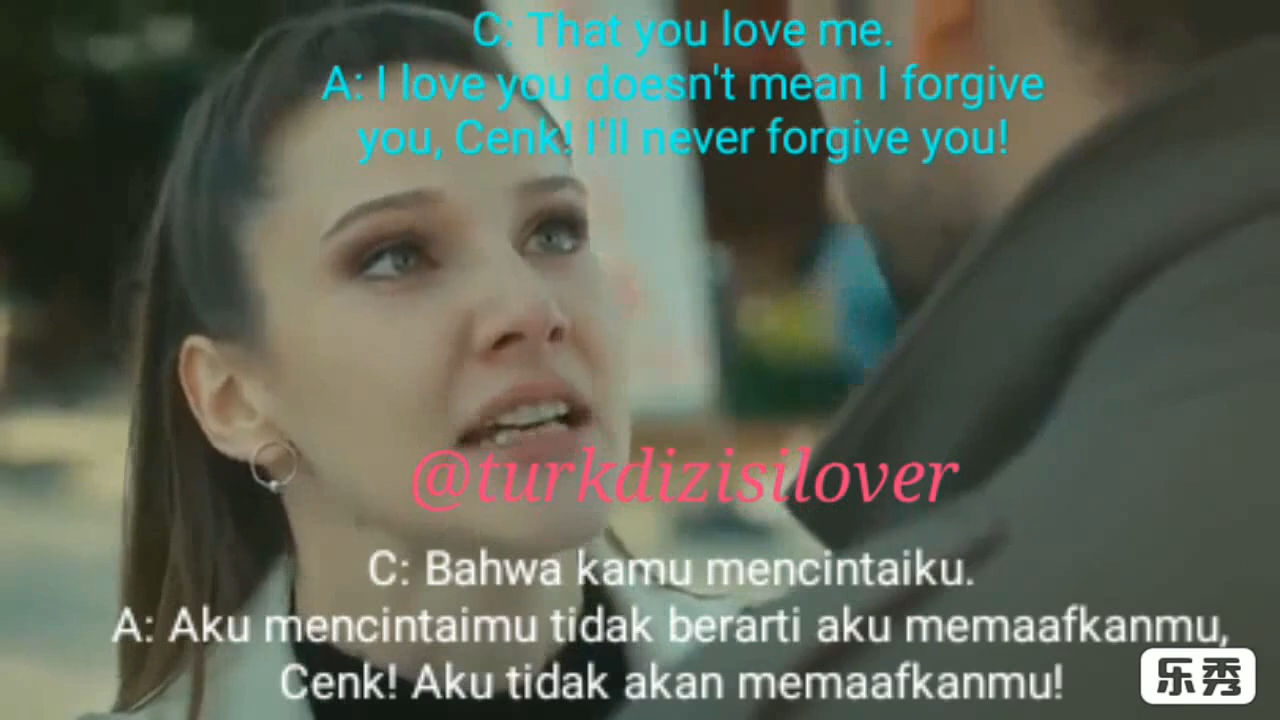 C: That you love me.
A: I love you doesn't mean I forgive
you, Cenk! I'll never forgive you!
@turkdizisilover
C: Bahwa kamu mencintaiku.
A: Aku mencintaimu tidak berarti aku memaafkanmu,
Cenk! Aku tidak akan memaafkanmu!
乐秀